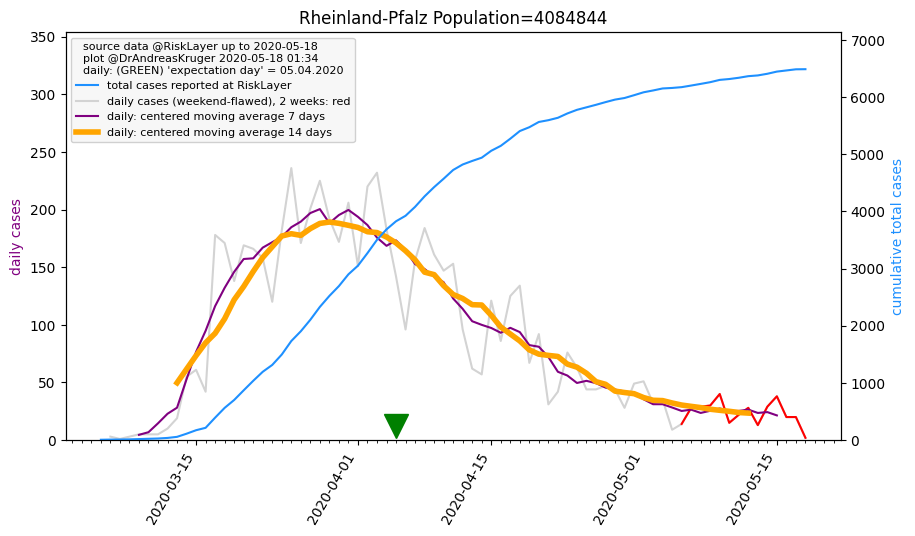 Rheinland-Pfalz Population=4084844
source data @RiskLayer up to 2020-05-18
plot @DrAndreasKruger 2020-05-18 01:34
daily: (GREEN) 'expectation day' = 05.04.2020
total cases reported at RiskLayer
daily cases (weekend-flawed), 2 weeks: red
daily: centered moving average 7 days
daily: centered moving average 14 days
daily cases
350
300
250
200
150
100
50
0
7000
6000
5000
4000
3000
2000
1000
0
cumulative total cases
2020-03-15
2020-04-01
2020-04-15
2020-05-01
2020-05-15